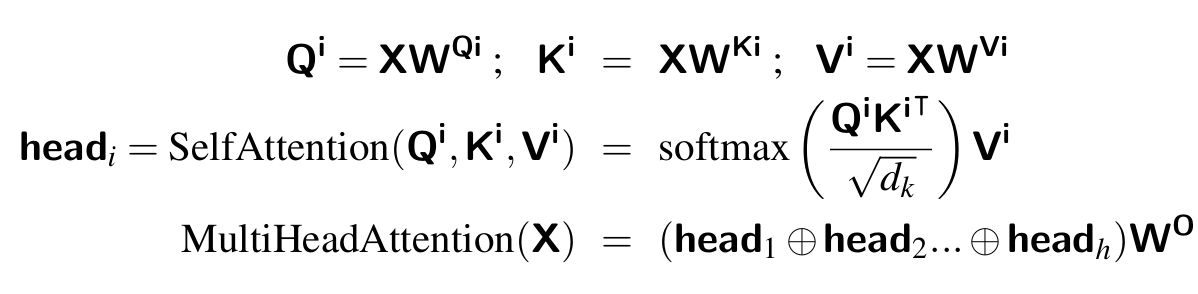 Qⁱ = XW^Qi ; Kⁱ = XW^Ki ; Vⁱ = XW^Vi
headᵢ = SelfAttention(Qⁱ, Kⁱ, Vⁱ) = softmax(QⁱKⁱᵀ / √dₖ) Vⁱ
MultiHeadAttention(X) = (head₁ ⊕ head₂... ⊕ headₕ)W^O